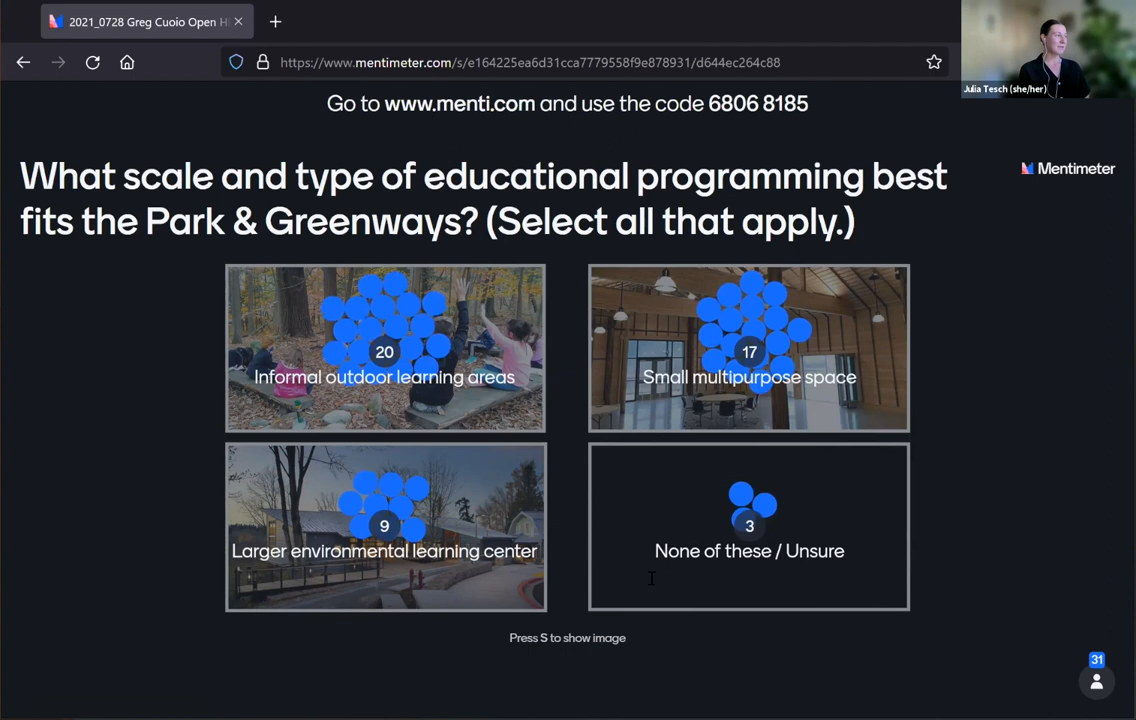 2021_0728 Greg Cuoio Open H
https://www.mentimeter.com/s/e164225ea6d31cca7779558f9e878931/d644ec264c88
Julia Tesch (she/her)
Go to www.menti.com and use the code 6806 8185
What scale and type of educational programming best
fits the Park & Greenways? (Select all that apply.)
Mentimeter
20
Informal outdoor learning areas
17
Small multipurpose space
9
Larger environmental learning center
3
None of these / Unsure
Press S to show image
31